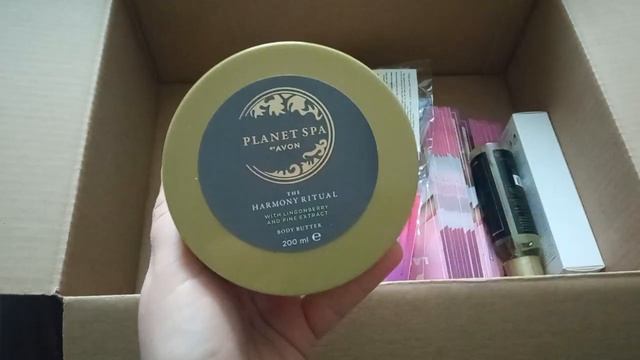 PLANET SPA
BY AVON
THE
HARMONY RITUAL
WITH LINGONBERRY
AND PINE EXTRACT
BODY BUTTER
200 ml ℮